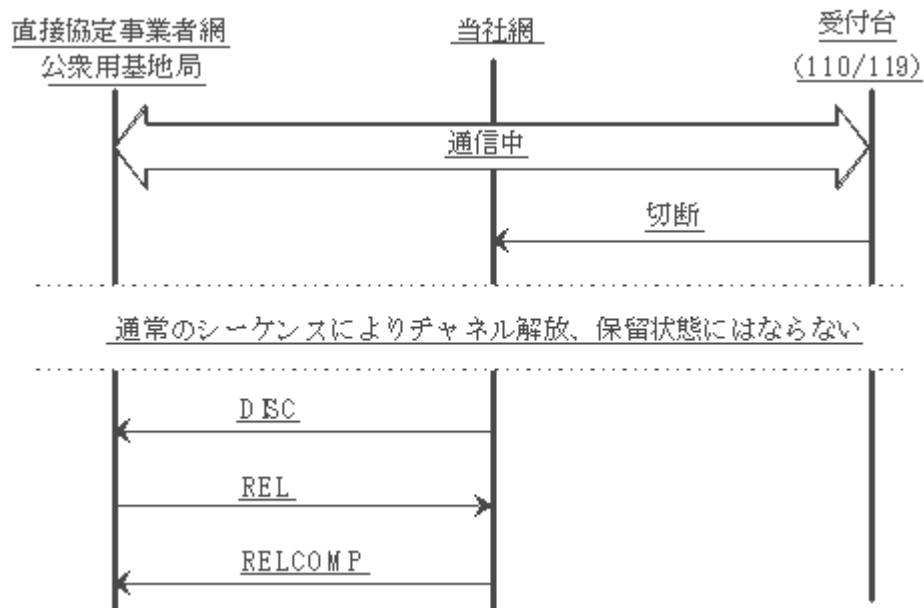 直接協定事業者網
公衆用基地局
当社網
受付台
(110/119)
通信中
切断
通常のシーケンスによりチャネル解放、保留状態にはならない
DISC
REL
RELCOMP